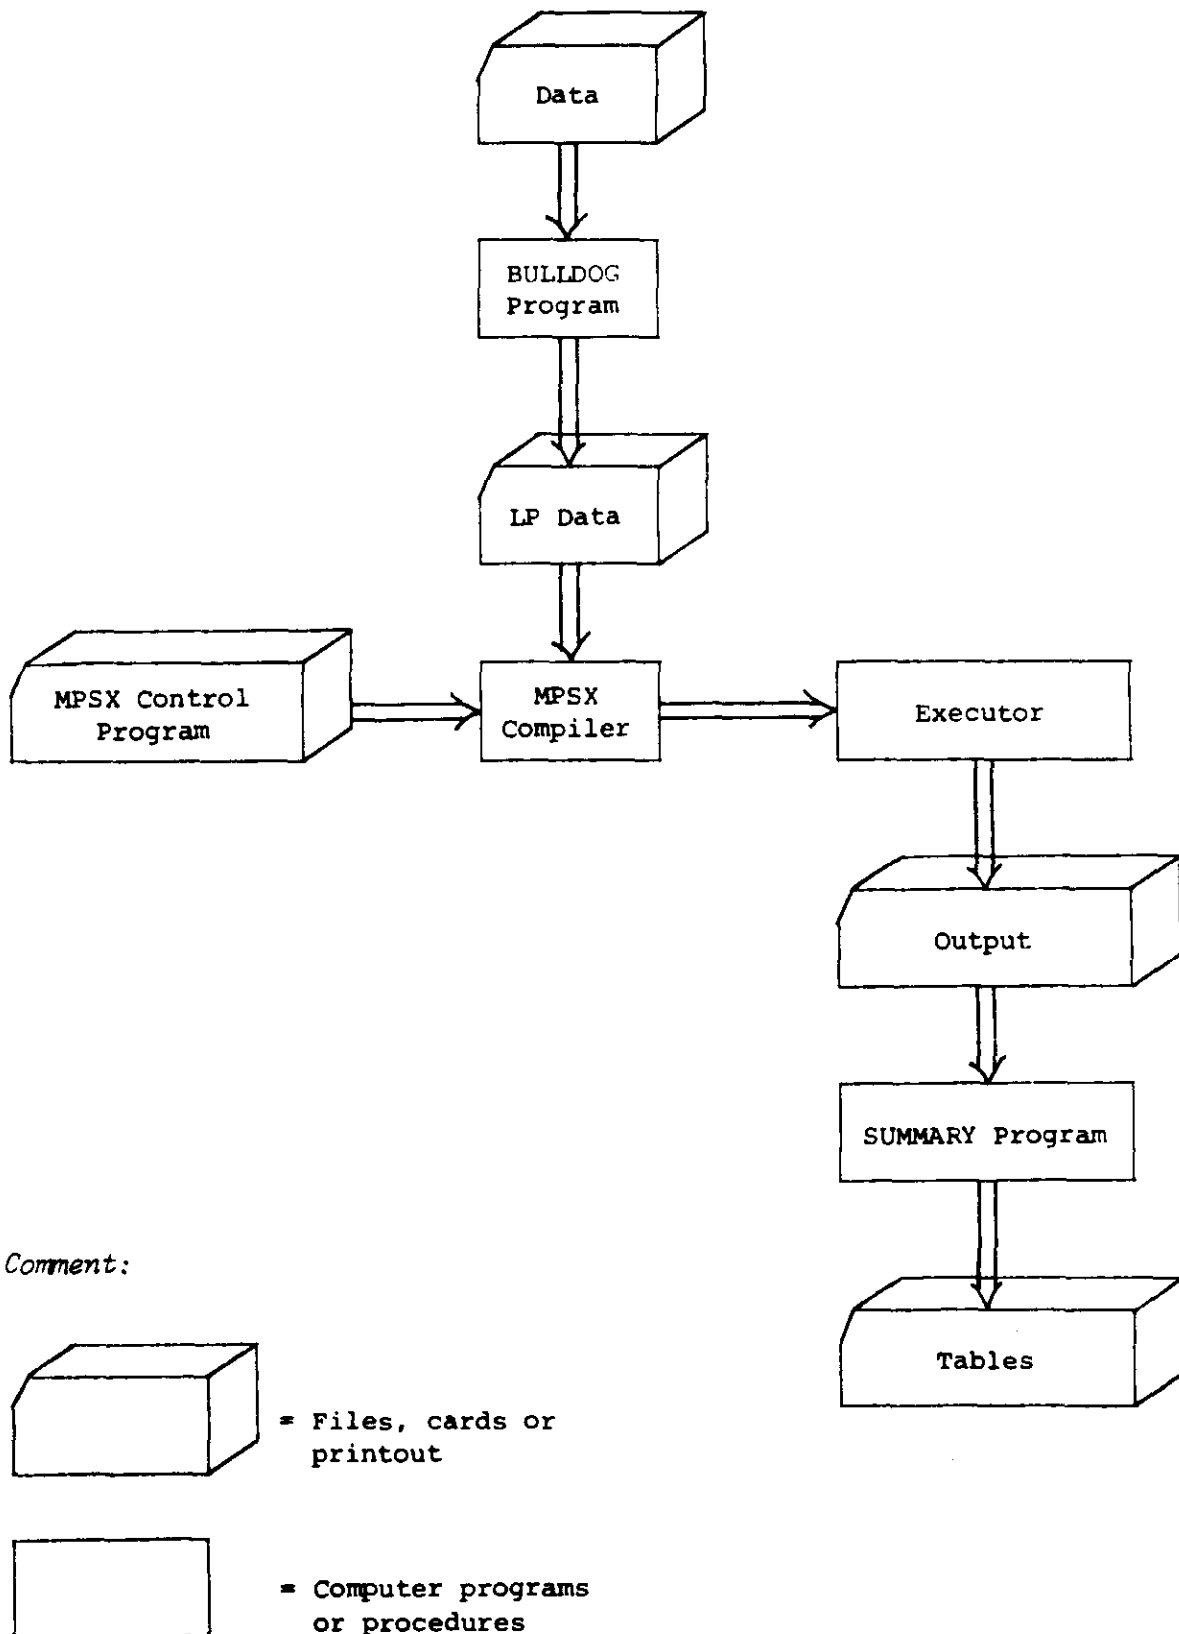 Data
BULLDOG
Program
LP Data
MPSX Control
Program
MPSX
Compiler
Executor
Output
SUMMARY Program
Tables
Comment:
= Files, cards or
printout
= Computer programs
or procedures